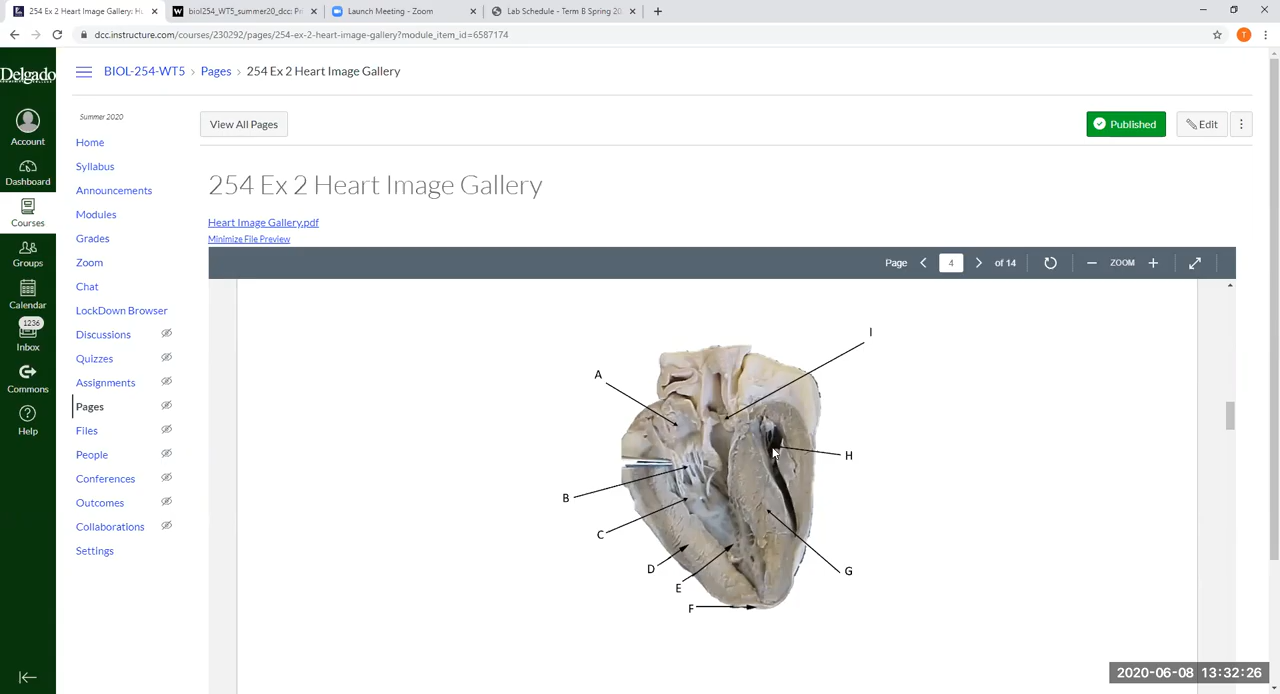 254 Ex 2 Heart Image Gallery: Hu
biol254_WT5_summer20_dcc: Pe
Launch Meeting - Zoom
Lab Schedule - Term B Spring 20
dcc.instructure.com/courses/230292/pages/254-ex-2-heart-image-gallery?module_item_id=6587174
T
Delgado
BIOL-254-WT5 › Pages › 254 Ex 2 Heart Image Gallery
Account
Dashboard
Courses
Groups
Calendar
1236
Inbox
Commons
Help
Summer 2020
Home
Syllabus
Announcements
Modules
Grades
Zoom
Chat
LockDown Browser
Discussions
Quizzes
Assignments
Pages
Files
People
Conferences
Outcomes
Collaborations
Settings
View All Pages
Published
Edit
254 Ex 2 Heart Image Gallery
Heart Image Gallery.pdf
Minimize File Preview
Page 4 of 14 ZOOM
I
A
H
B
C
D
G
E
F
2020-06-08 13:32:26